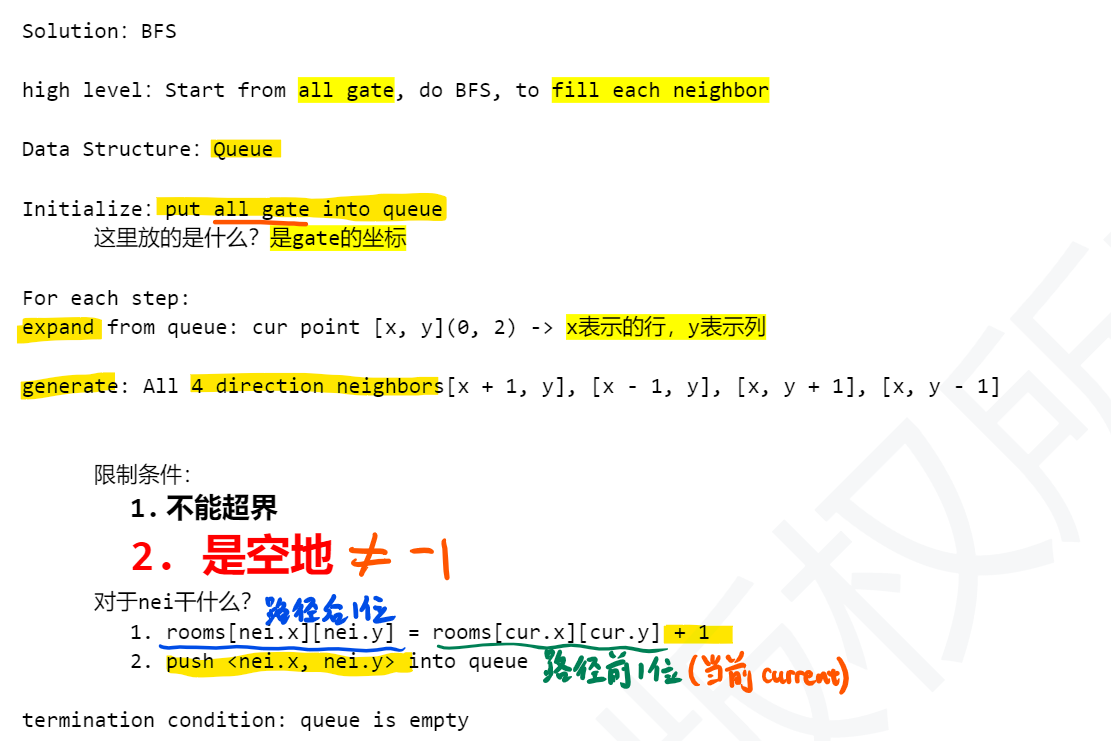 Solution: BFS
high level: Start from all gate, do BFS, to fill each neighbor
Data Structure: Queue
Initialize: put all gate into queue
这里放的是什么? 是gate的坐标
For each step:
expand from queue: cur point [x, y](0, 2) -> x表示的行, y表示列
generate: All 4 direction neighbors[x + 1, y], [x - 1, y], [x, y + 1], [x, y - 1]
限制条件:
1. 不能超界
2. 是空地 ≠ -1
对于nei干什么? 路径后1位
1. rooms[nei.x][nei.y] = rooms[cur.x][cur.y] + 1
2. push <nei.x, nei.y> into queue 路径前1位(当前 current)
termination condition: queue is empty
版权所